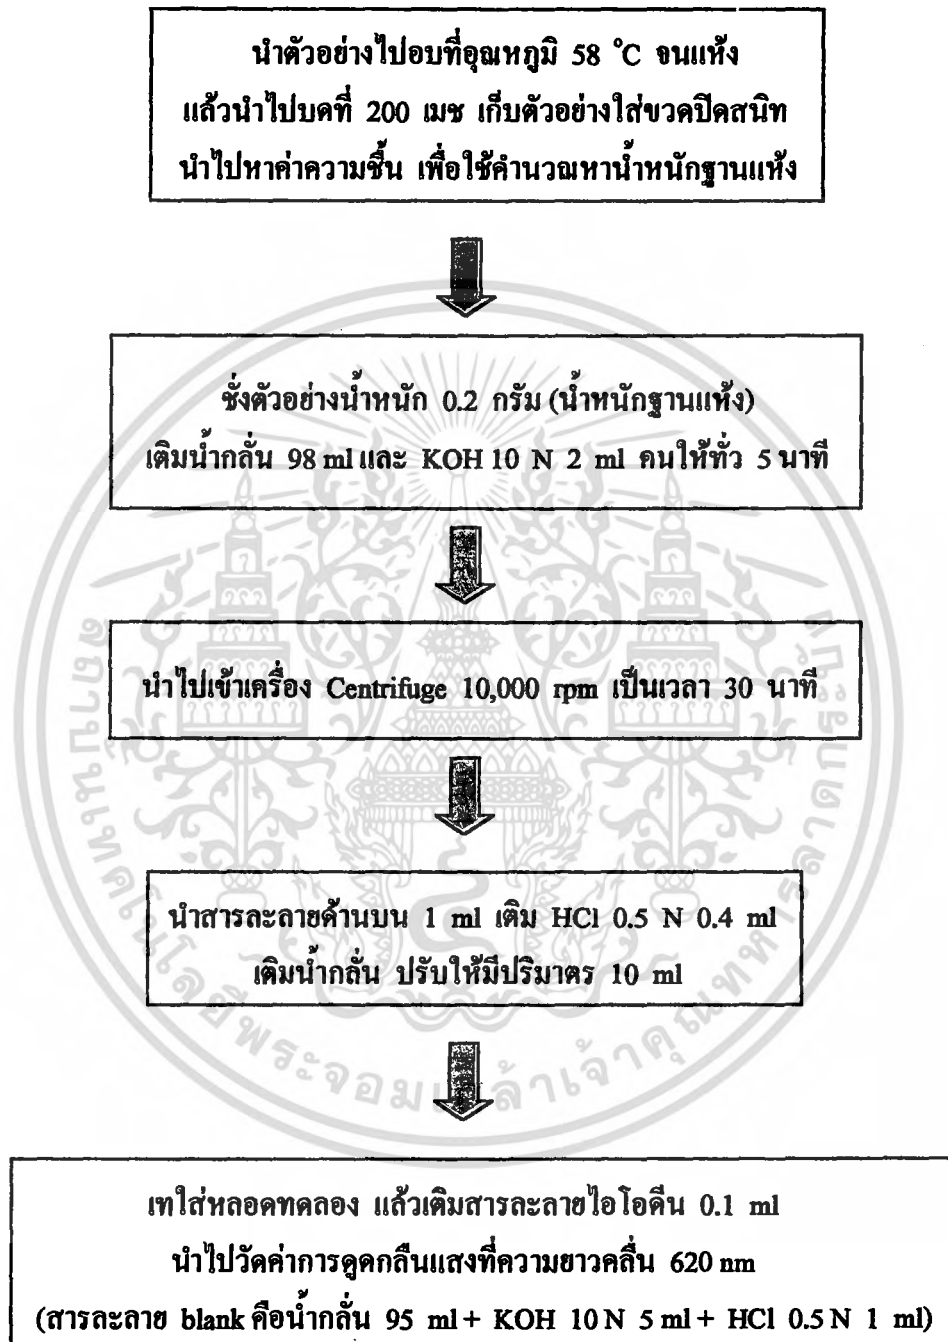 นำตัวอย่างไปอบที่อุณหภูมิ 58 °C จนแห้ง
แล้วนำไปบดที่ 200 เมช เก็บตัวอย่างใส่ขวดปิดสนิท
นำไปหาค่าความชื้น เพื่อใช้คำนวณหาน้ำหนักฐานแห้ง
ชั่งตัวอย่างน้ำหนัก 0.2 กรัม (น้ำหนักฐานแห้ง)
เติมน้ำกลั่น 98 ml และ KOH 10 N 2 ml คนให้ทั่ว 5 นาที
นำไปเข้าเครื่อง Centrifuge 10,000 rpm เป็นเวลา 30 นาที
นำสารละลายด้านบน 1 ml เติม HCl 0.5 N 0.4 ml
เติมน้ำกลั่น ปรับให้มีปริมาตร 10 ml
เทใส่หลอดทดลอง แล้วเติมสารละลายไอโอดีน 0.1 ml
นำไปวัดค่าการดูดกลืนแสงที่ความยาวคลื่น 620 nm
(สารละลาย blank คือน้ำกลั่น 95 ml + KOH 10 N 5 ml + HCl 0.5 N 1 ml)